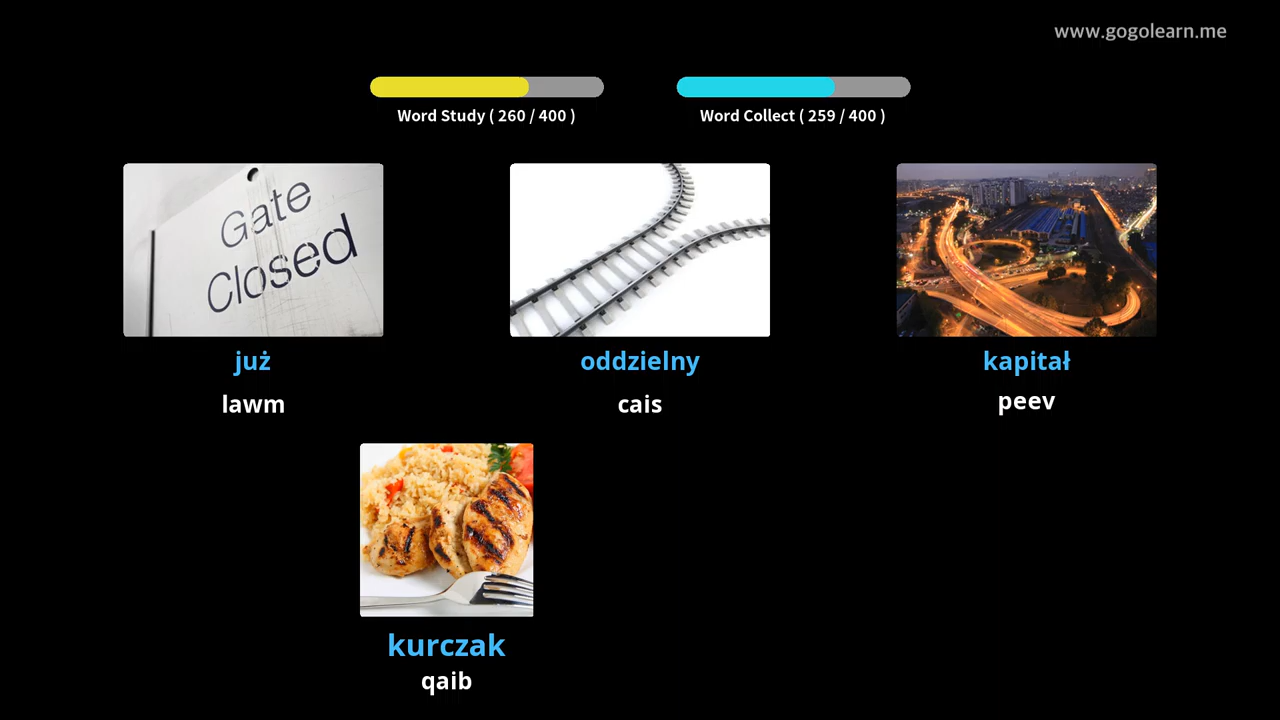 www.gogolearn.me
Word Study ( 260 / 400 )
Word Collect ( 259 / 400 )
Gate
Closed
już
oddzielny
kapitał
lawm
cais
peev
kurczak
qaib